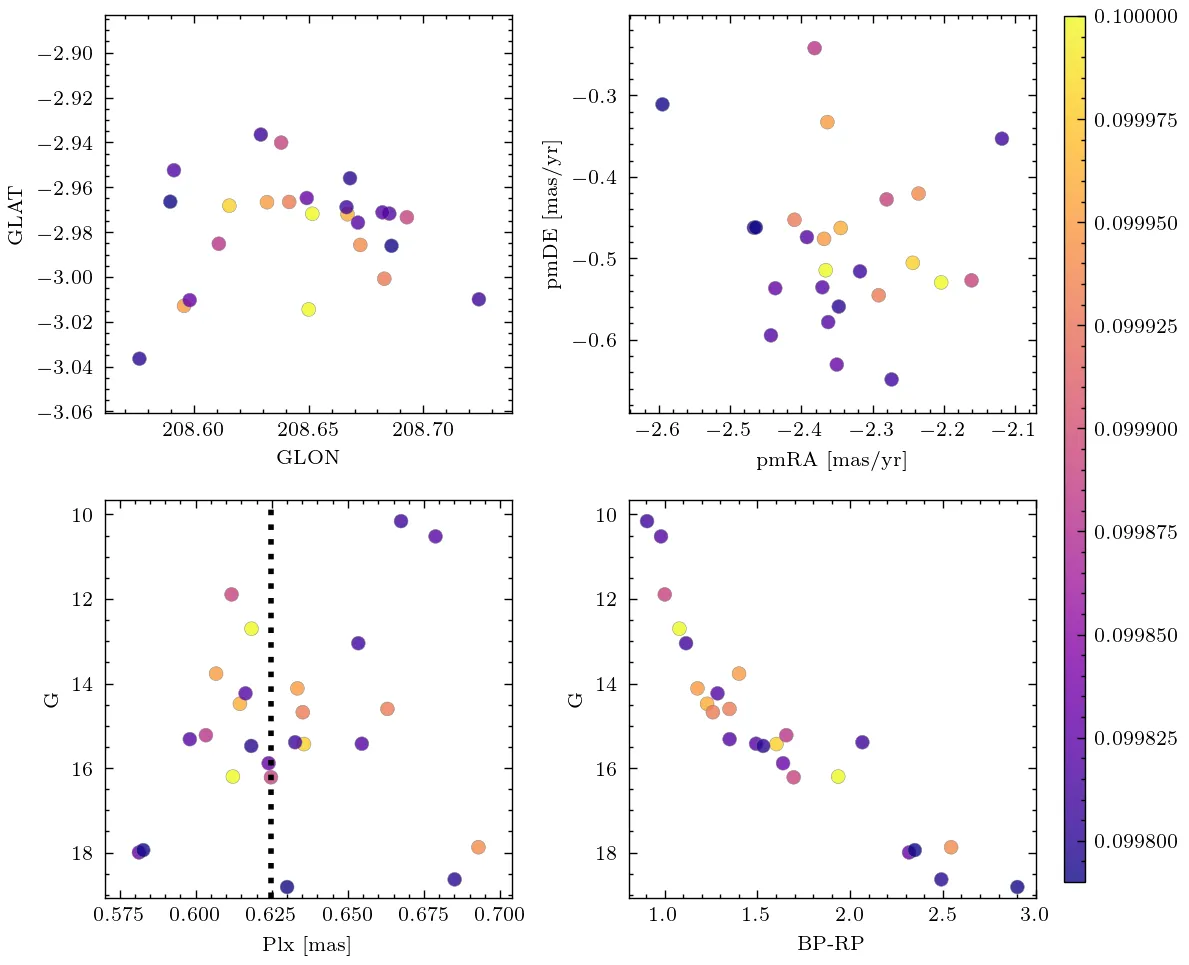 −2.90
−2.92
−2.94
−2.96
−2.98
−3.00
−3.02
−3.04
−3.06
GLAT
208.60 208.65 208.70
GLON
−0.3
−0.4
−0.5
−0.6
pmDE [mas/yr]
−2.6 −2.5 −2.4 −2.3 −2.2 −2.1
pmRA [mas/yr]
10
12
14
16
18
G
0.575 0.600 0.625 0.650 0.675 0.700
Plx [mas]
10
12
14
16
18
G
1.0 1.5 2.0 2.5 3.0
BP-RP
0.100000
0.099975
0.099950
0.099925
0.099900
0.099875
0.099850
0.099825
0.099800